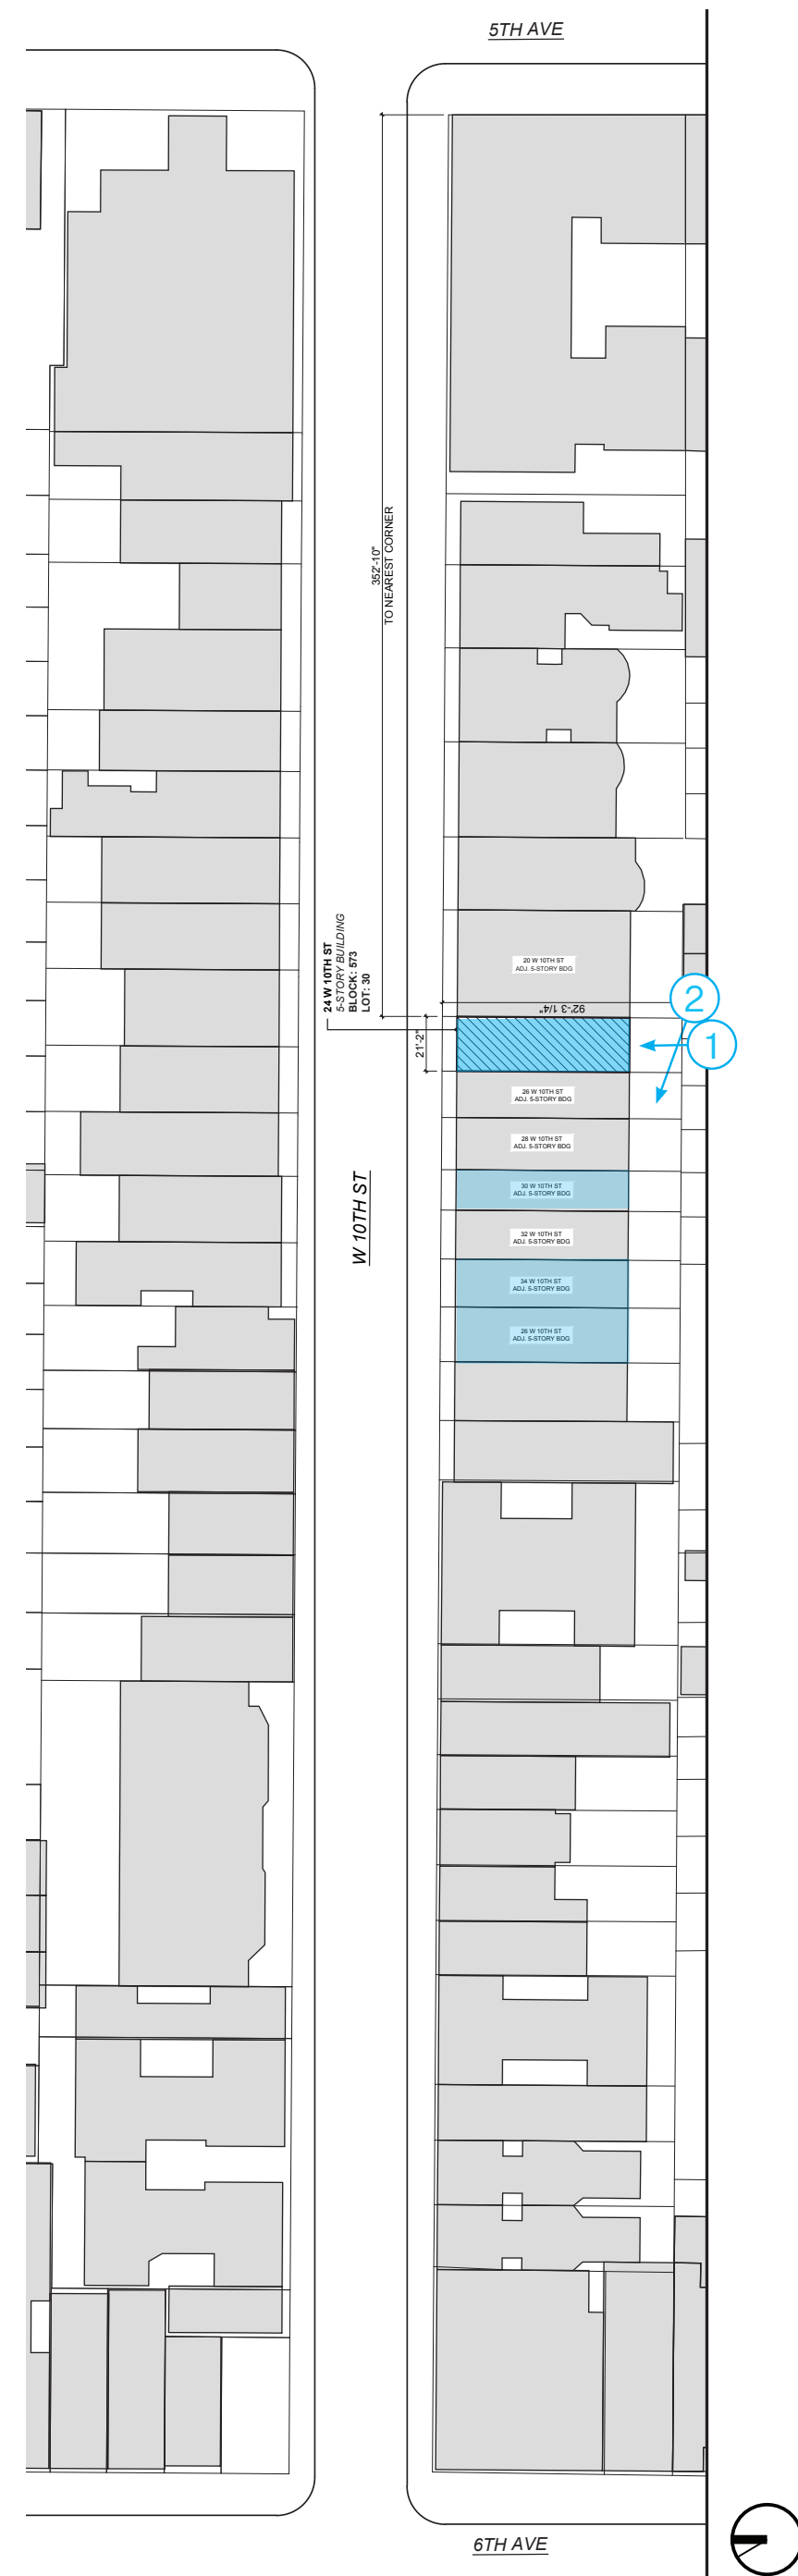 5TH AVE
352'-10"
TO NEAREST CORNER
24 W 10TH ST
5-STORY BUILDING
BLOCK: 573
LOT: 30
20 W 10TH ST
ADJ. 5-STORY BDG
92'-3 1/4"
21'-2"
2
1
26 W 10TH ST
ADJ. 5-STORY BDG
28 W 10TH ST
ADJ. 5-STORY BDG
30 W 10TH ST
ADJ. 5-STORY BDG
W 10TH ST
32 W 10TH ST
ADJ. 5-STORY BDG
34 W 10TH ST
ADJ. 5-STORY BDG
26 W 10TH ST
ADJ. 5-STORY BDG
6TH AVE